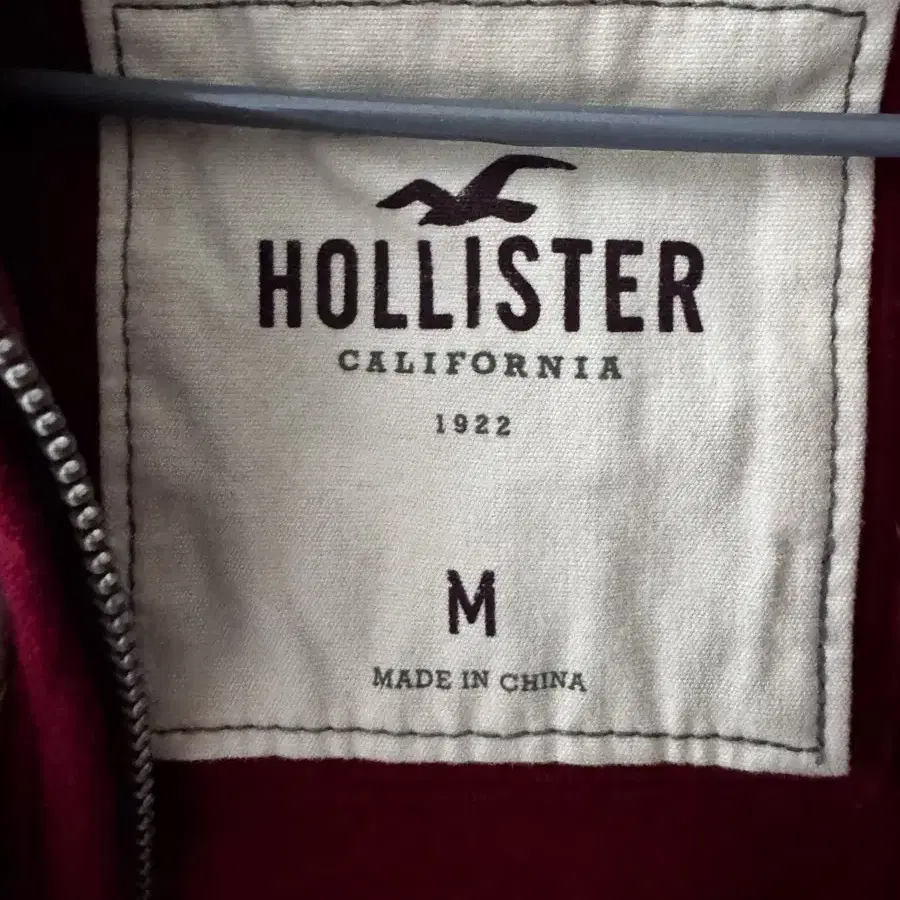 HOLLISTER
CALIFORNIA
1922
M
MADE IN CHINA